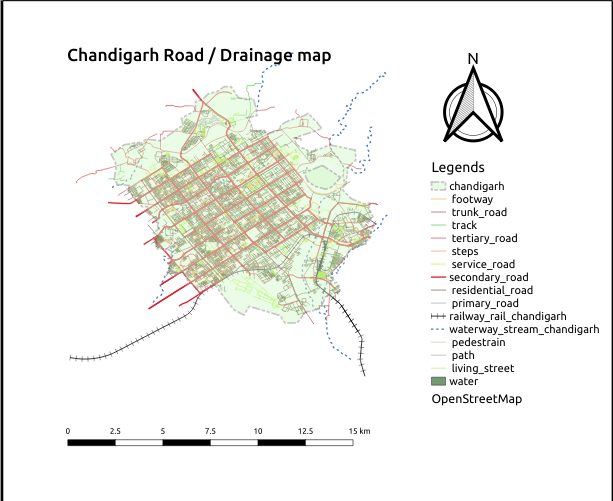 Chandigarh Road / Drainage map
N
Legends
chandigarh
footway
trunk_road
track
tertiary_road
steps
service_road
secondary_road
residential_road
primary_road
railway_rail_chandigarh
waterway_stream_chandigarh
pedestrain
path
living_street
water
OpenStreetMap
0 2.5 5 7.5 10 12.5 15 km